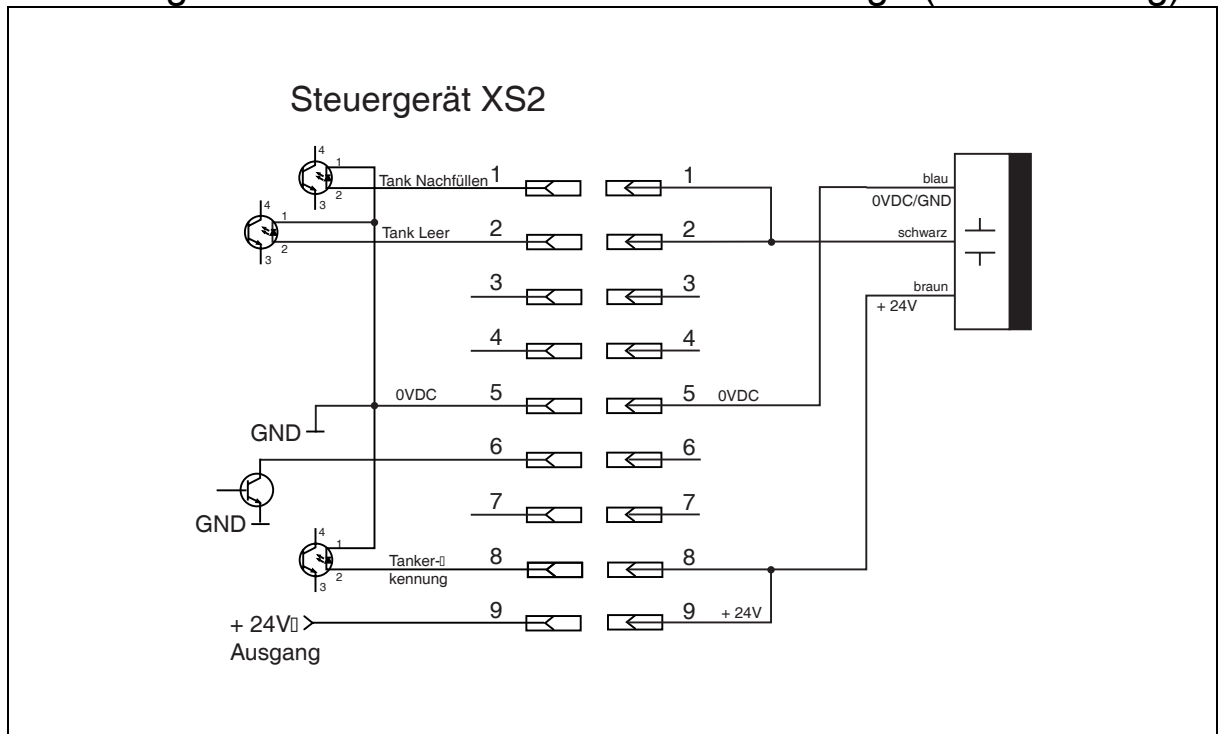 Steuergerät XS2
4
1
2
3
Tank Nachfüllen 1
1
blau
0VDC/GND
4
1
2
3
Tank Leer 2
2
schwarz
3
3
braun
+ 24V
4
4
0VDC 5
5 0VDC
GND
6
6
GND
7
7
4
1
2
3
Tanker-
kennung
8
8
9
9 + 24V
+ 24V
Ausgang